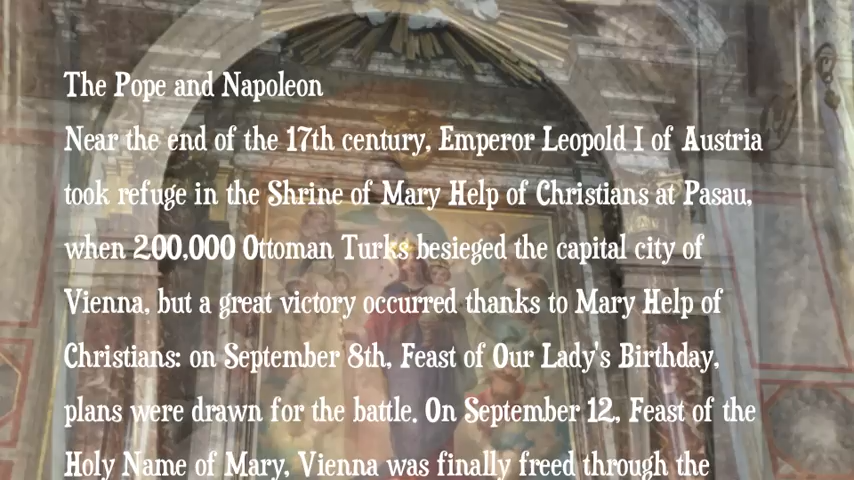 The Pope and Napoleon
Near the end of the 17th century, Emperor Leopold I of Austria
took refuge in the Shrine of Mary Help of Christians at Pasau,
when 200,000 Ottoman Turks besieged the capital city of
Vienna, but a great victory occurred thanks to Mary Help of
Christians: on September 8th, Feast of Our Lady's Birthday,
plans were drawn for the battle. On September 12, Feast of the
Holy Name of Mary, Vienna was finally freed through the